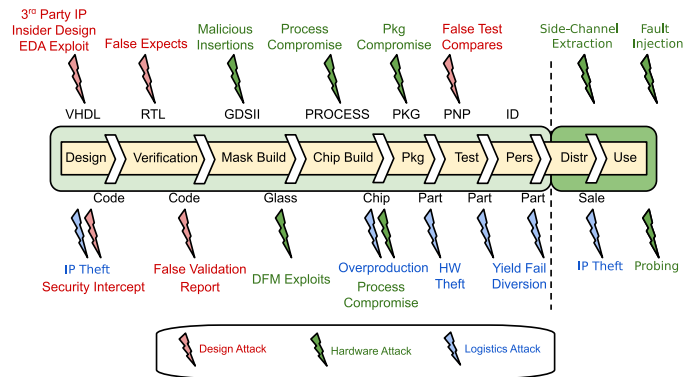 3rd Party IP
Insider Design
EDA Exploit
False Expects
Malicious
Insertions
Process
Compromise
Pkg
Compromise
False Test
Compares
Side-Channel
Extraction
Fault
Injection
VHDL
RTL
GDSII
PROCESS
PKG
PNP
ID
Design
Verification
Mask Build
Chip Build
Pkg
Test
Pers
Distr
Use
Code
Code
Glass
Chip
Part
Part
Part
Sale
IP Theft
Security Intercept
False Validation
Report
DFM Exploits
Overproduction
Process
Compromise
HW
Theft
Yield Fail
Diversion
IP Theft
Probing
Design Attack
Hardware Attack
Logistics Attack